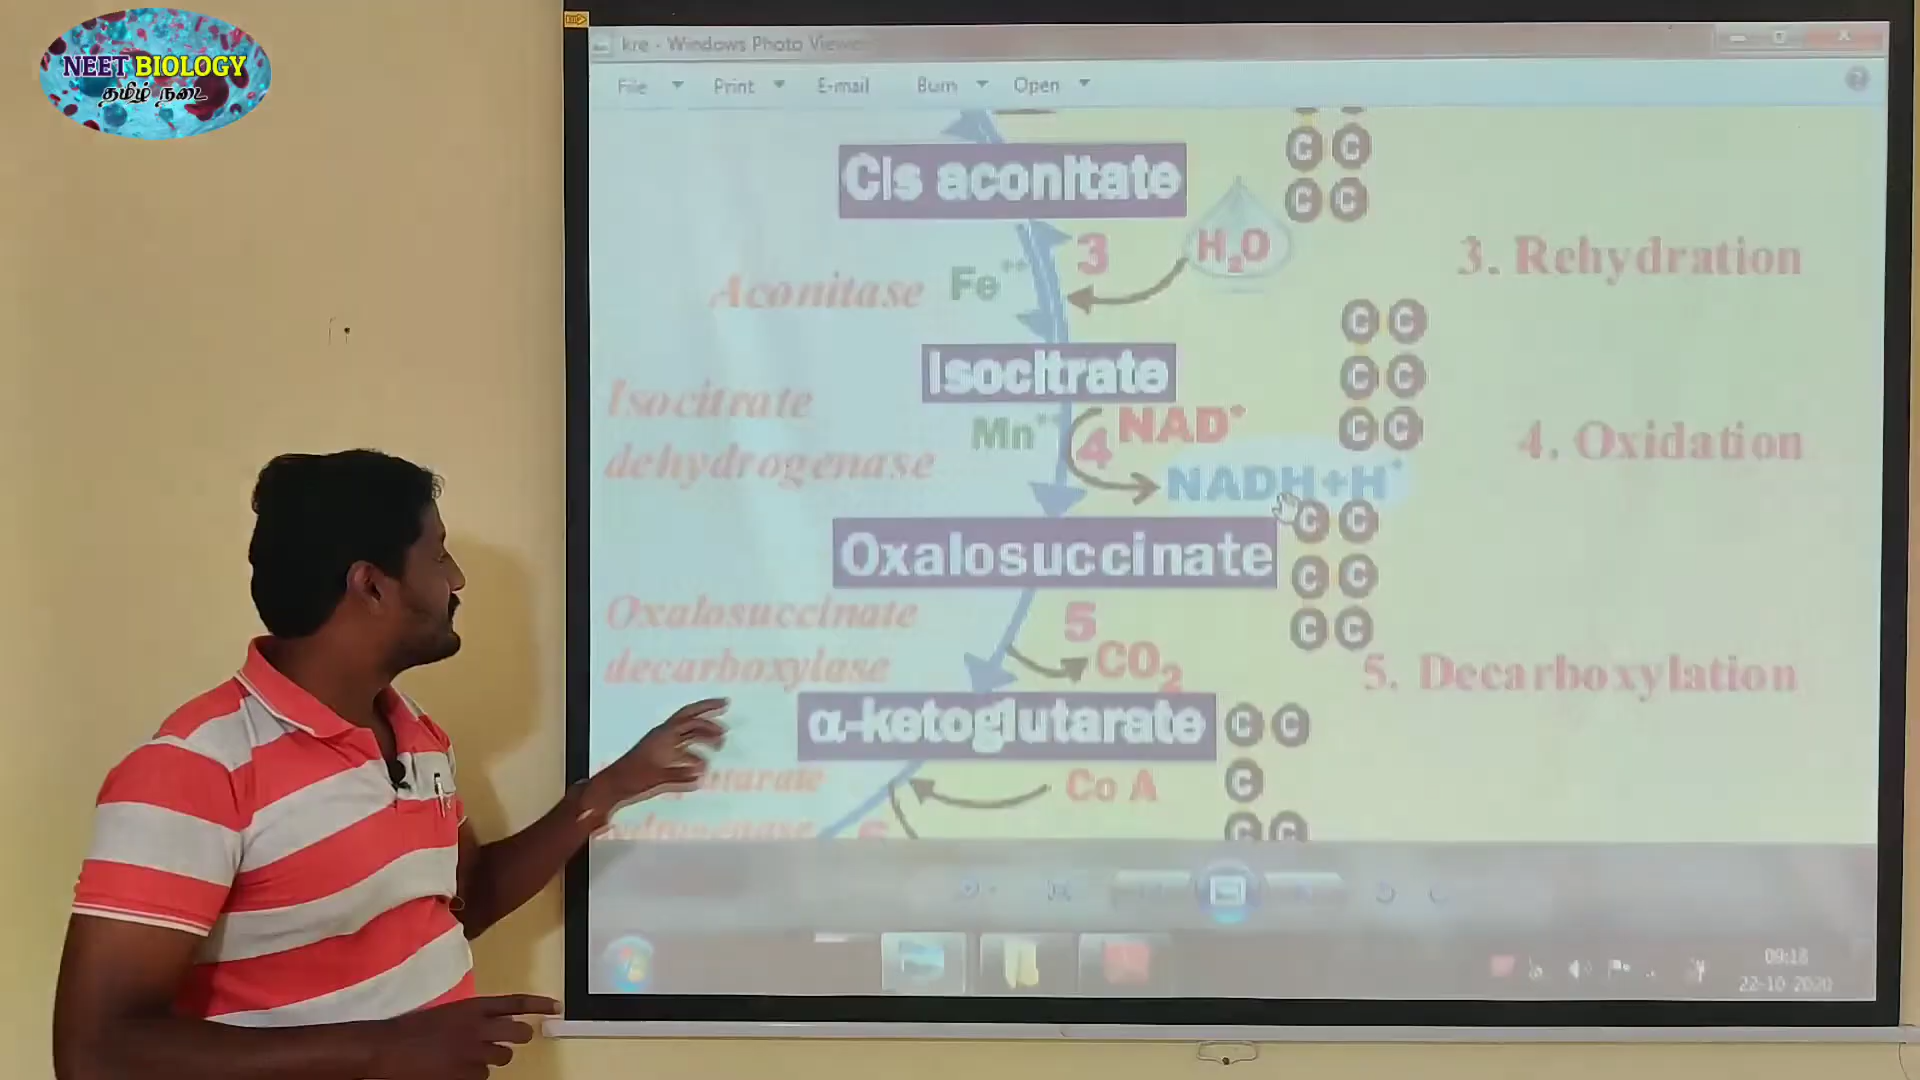 NEET BIOLOGY
தமிழ் நடை
kre - Windows Photo Viewer
File Print E-mail Burn Open
Cis aconitate
C C
C C
3
H₂O
3. Rehydration
Aconitase
Fe⁺⁺
C C
C C
C C
Isocitrate
Isocitrate
dehydrogenase
Mn⁺⁺
4
NAD⁺
NADH+H⁺
4. Oxidation
C C
C C
C C
Oxalosuccinate
Oxalosuccinate
decarboxylase
5
CO₂
5. Decarboxylation
α-ketoglutarate
C C
C
C C
Co A
6
09:18
22-10-2020